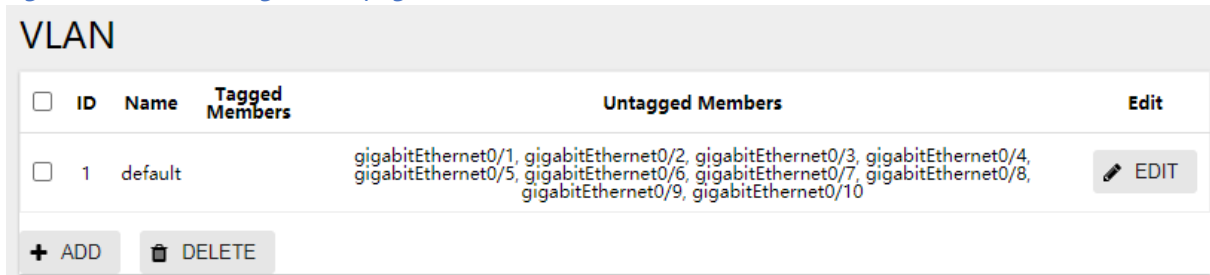 VLAN
ID Name Tagged Members Untagged Members Edit
1 default gigabitEthernet0/1, gigabitEthernet0/2, gigabitEthernet0/3, gigabitEthernet0/4,
gigabitEthernet0/5, gigabitEthernet0/6, gigabitEthernet0/7, gigabitEthernet0/8,
gigabitEthernet0/9, gigabitEthernet0/10
EDIT
ADD DELETE